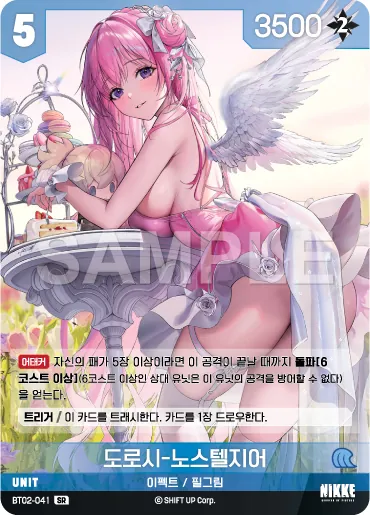 5
3500 2
SAMPLE
어태커 자신의 패가 5장 이상이라면 이 공격이 끝날 때까지 돌파[6
코스트 이상](6코스트 이상인 상대 유닛은 이 유닛의 공격을 방어할 수 없다)
을 얻는다.
트리거 / 이 카드를 트래시한다. 카드를 1장 드로우한다.
도로시-노스텔지어
UNIT
이펙트 / 필그림
NIKKE
BT02-041 SR
©SHIFT UP Corp.